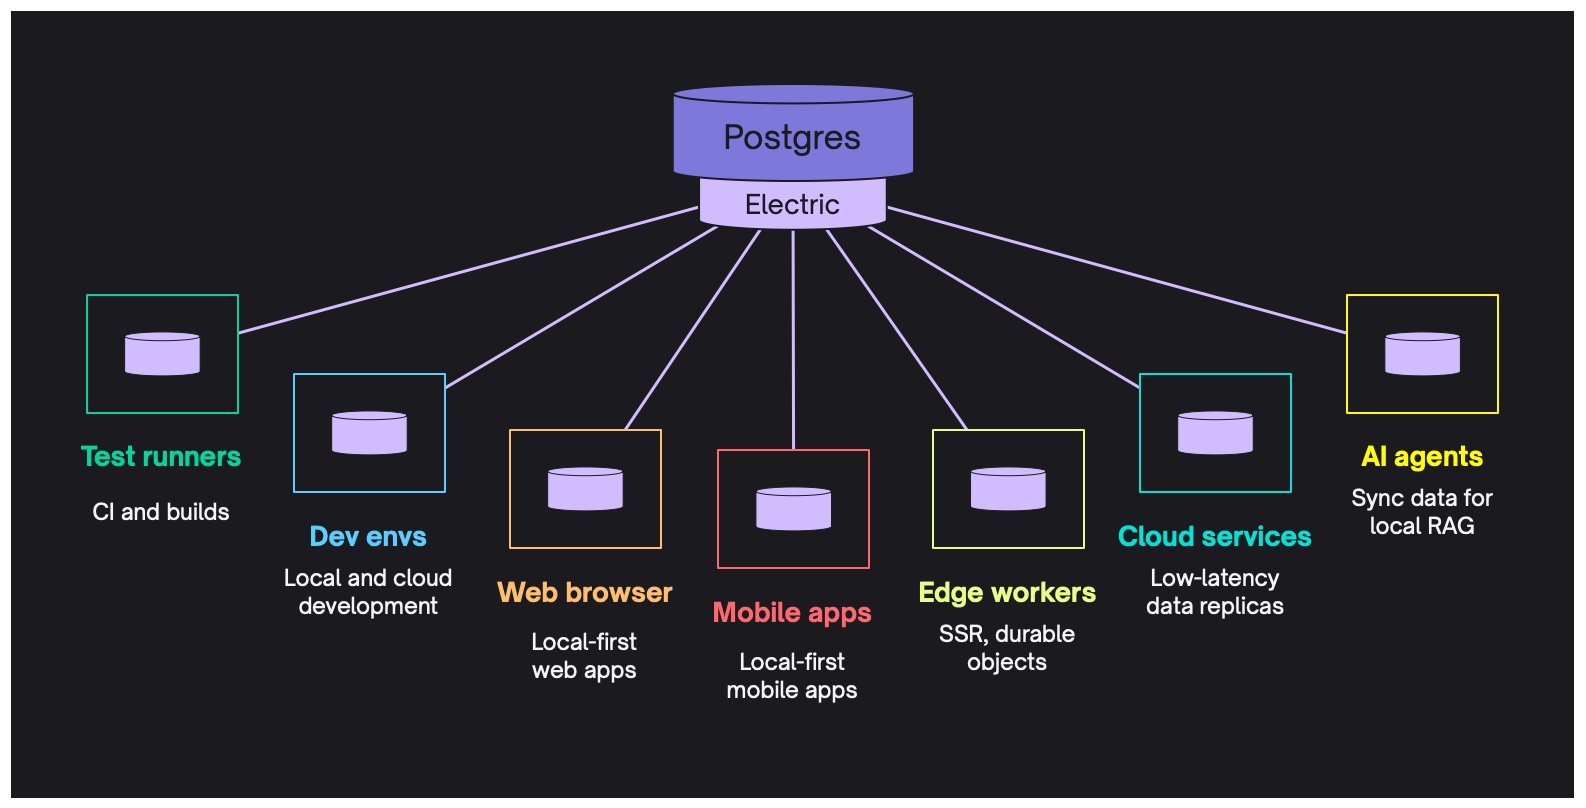 Postgres
Electric
Test runners
CI and builds
Dev envs
Local and cloud
development
Web browser
Local-first
web apps
Mobile apps
Local-first
mobile apps
Edge workers
SSR, durable
objects
Cloud services
Low-latency
data replicas
AI agents
Sync data for
local RAG